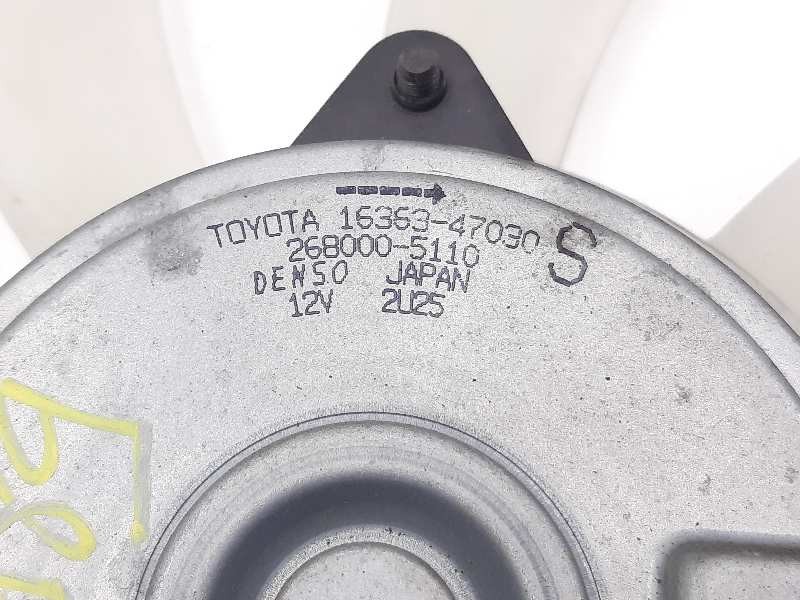 TOYOTA 16363-47030 S
268000-5110
DENSO JAPAN
12V 2U25